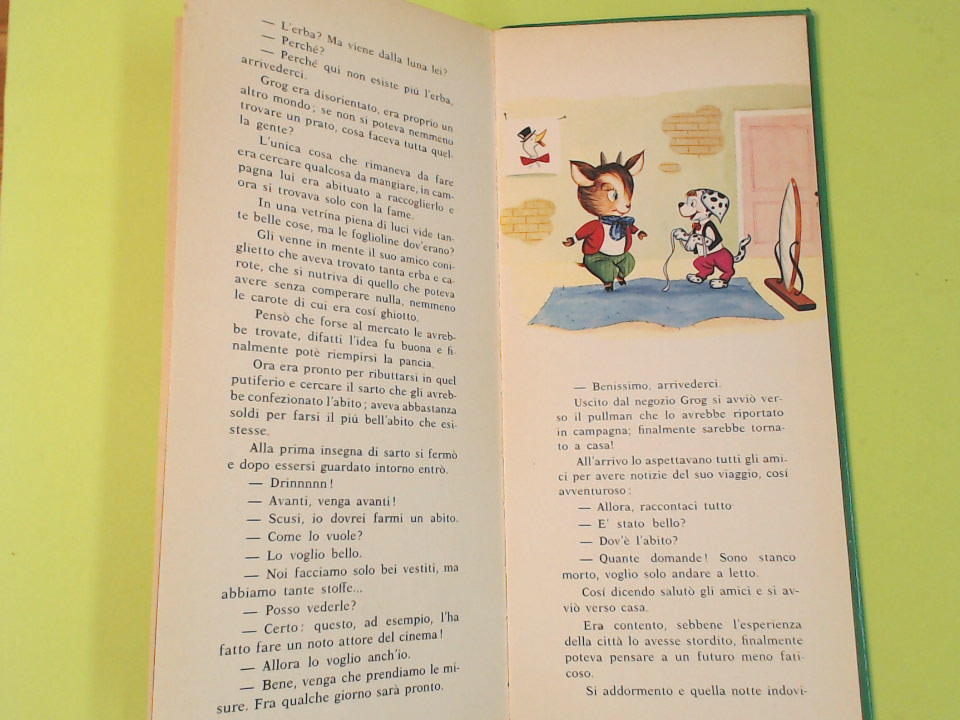 — L'erba? Ma viene dalla luna lei?
— Perché?
— Perché qui non esiste piú l'erba,
arrivederci.
Grog era disorientato, era proprio un
altro mondo; se non si poteva nemmeno
trovare un prato, cosa faceva tutta quel-
la gente?
L'unica cosa che rimaneva da fare
era cercare qualcosa da mangiare, in cam-
pagna lui era abituato a raccoglierlo e
ora si trovava solo con la fame.
In una vetrina piena di luci vide tan-
te belle cose, ma le foglioline dov'erano?
Gli venne in mente il suo amico coni-
glietto che aveva trovato tanta erba e ca-
rote, che si nutriva di quello che poteva
avere senza comperare nulla, nemmeno
le carote di cui era cosí ghiotto.
Pensò che forse al mercato le avreb-
be trovate, difatti l'idea fu buona e fi-
nalmente potè riempirsi la pancia.
Ora era pronto per ributtarsi in quel
putiferio e cercare il sarto che gli avreb-
be confezionato l'abito; aveva abbastanza
soldi per farsi il piú bell'abito che esi-
stesse.
Alla prima insegna di sarto si fermò
e dopo essersi guardato intorno entrò.
— Drinnnnn!
— Avanti, venga avanti!
— Scusi, io dovrei farmi un abito.
— Come lo vuole?
— Lo voglio bello.
— Noi facciamo solo bei vestiti, ma
abbiamo tante stoffe...
— Posso vederle?
— Certo: questo, ad esempio, l'ha
fatto fare un noto attore del cinema!
— Allora lo voglio anch'io.
— Bene, venga che prendiamo le mi-
sure. Fra qualche giorno sarà pronto.
— Benissimo, arrivederci.
Uscito dal negozio Grog si avviò ver-
so il pullman che lo avrebbe riportato
in campagna; finalmente sarebbe torna-
to a casa!
All'arrivo lo aspettavano tutti gli ami-
ci per avere notizie del suo viaggio, cosí
avventuroso:
— Allora, raccontaci tutto
— E' stato bello?
— Dov'è l'abito?
— Quante domande! Sono stanco
morto, voglio solo andare a letto.
Cosí dicendo salutò gli amici e si av-
viò verso casa.
Era contento, sebbene l'esperienza
della città lo avesse stordito, finalmente
poteva pensare a un futuro meno fati-
coso.
Si addormento e quella notte indovi-